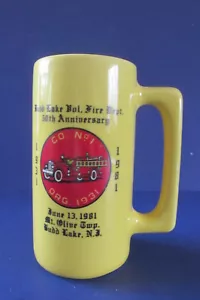 Budd Lake Vol. Fire Dept.
50th Anniversary
CO. No 1
1931
1981
ORG. 1931
June 13, 1981
Mt. Olive Twp.
Budd Lake, N.J.